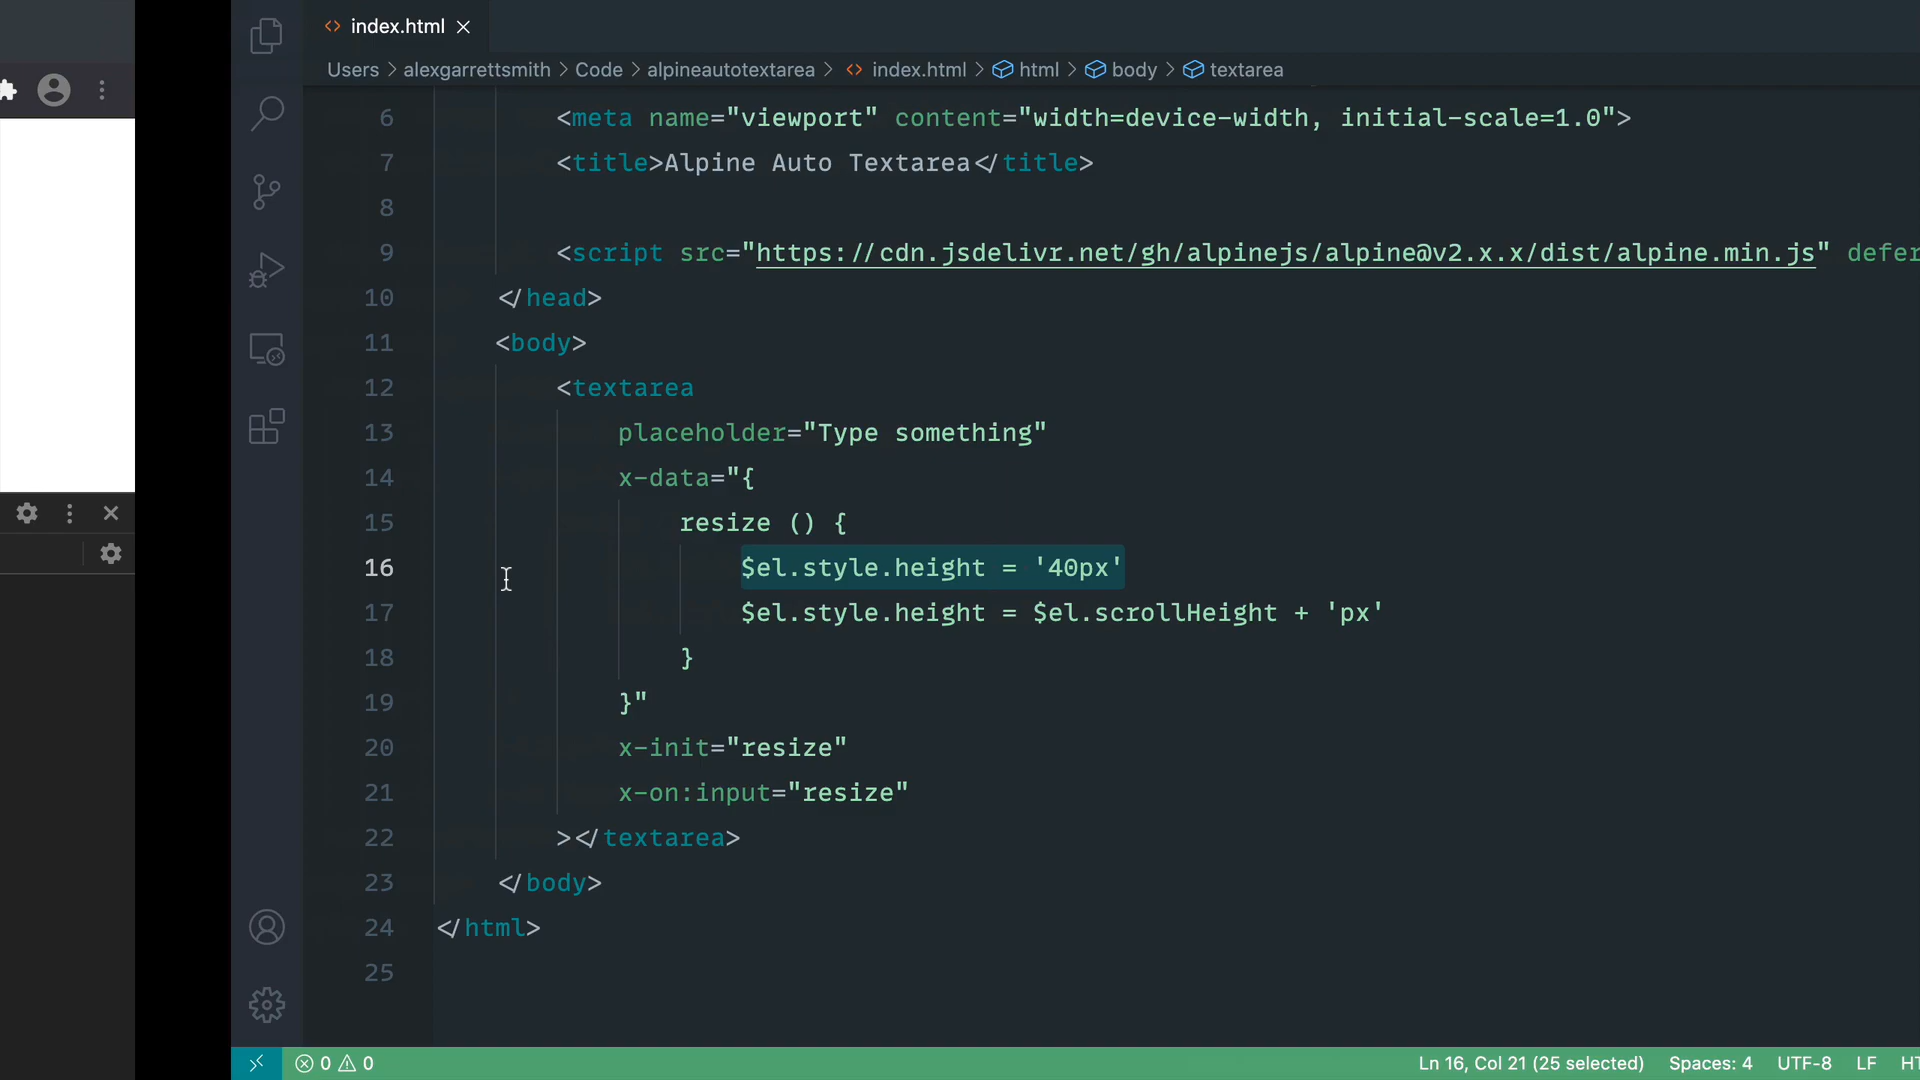 index.html
Users > alexgarrettsmith > Code > alpineautotextarea > index.html > html > body > textarea
6 <meta name="viewport" content="width=device-width, initial-scale=1.0">
7 <title>Alpine Auto Textarea</title>
8
9 <script src="https://cdn.jsdelivr.net/gh/alpinejs/alpine@v2.x.x/dist/alpine.min.js" defer
10 </head>
11 <body>
12 <textarea
13 placeholder="Type something"
14 x-data="{
15 resize () {
16 $el.style.height = '40px'
17 $el.style.height = $el.scrollHeight + 'px'
18 }
19 }"
20 x-init="resize"
21 x-on:input="resize"
22 ></textarea>
23 </body>
24 </html>
25
0 0 Ln 16, Col 21 (25 selected) Spaces: 4 UTF-8 LF